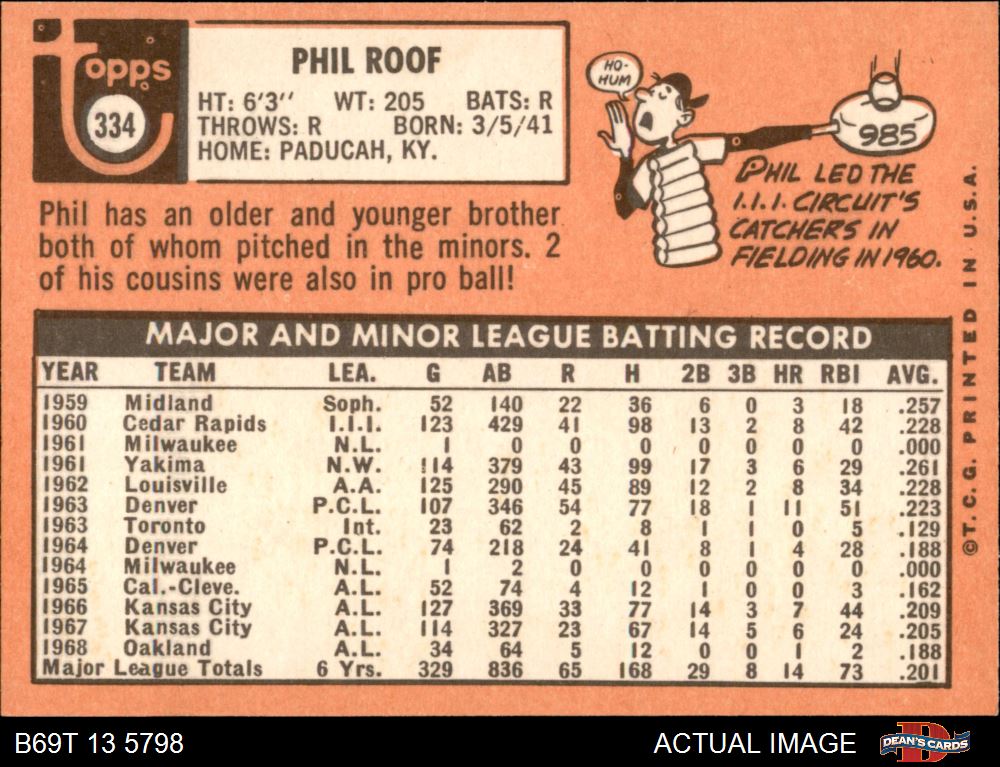 topps
334
PHIL ROOF
HT: 6'3'' WT: 205 BATS: R
THROWS: R BORN: 3/5/41
HOME: PADUCAH, KY.
HO-
HUM
985
PHIL LED THE
I.I.I. CIRCUIT'S
CATCHERS IN
FIELDING IN 1960.
Phil has an older and younger brother
both of whom pitched in the minors. 2
of his cousins were also in pro ball!
MAJOR AND MINOR LEAGUE BATTING RECORD
YEAR TEAM LEA. G AB R H 2B 3B HR RBI AVG.
1959 Midland Soph. 52 140 22 36 6 0 3 18 .257
1960 Cedar Rapids I.I.I. 123 429 41 98 13 2 8 42 .228
1961 Milwaukee N.L. 1 0 0 0 0 0 0 0 .000
1961 Yakima N.W. 114 379 43 99 17 3 6 29 .261
1962 Louisville A.A. 125 290 45 89 12 2 8 34 .228
1963 Denver P.C.L. 107 346 54 77 18 1 11 51 .223
1963 Toronto Int. 23 62 2 8 1 1 0 5 .129
1964 Denver P.C.L. 74 218 24 41 8 1 4 28 .188
1964 Milwaukee N.L. 1 2 0 0 0 0 0 0 .000
1965 Cal.-Cleve. A.L. 52 74 4 12 1 0 0 3 .162
1966 Kansas City A.L. 127 369 33 77 14 3 7 44 .209
1967 Kansas City A.L. 114 327 23 67 14 5 6 24 .205
1968 Oakland A.L. 34 64 5 12 0 0 1 2 .188
Major League Totals 6 Yrs. 329 836 65 168 29 8 14 73 .201
©T.C.G. PRINTED IN U.S.A.
B69T 13 5798
ACTUAL IMAGE
DEAN'S CARDS